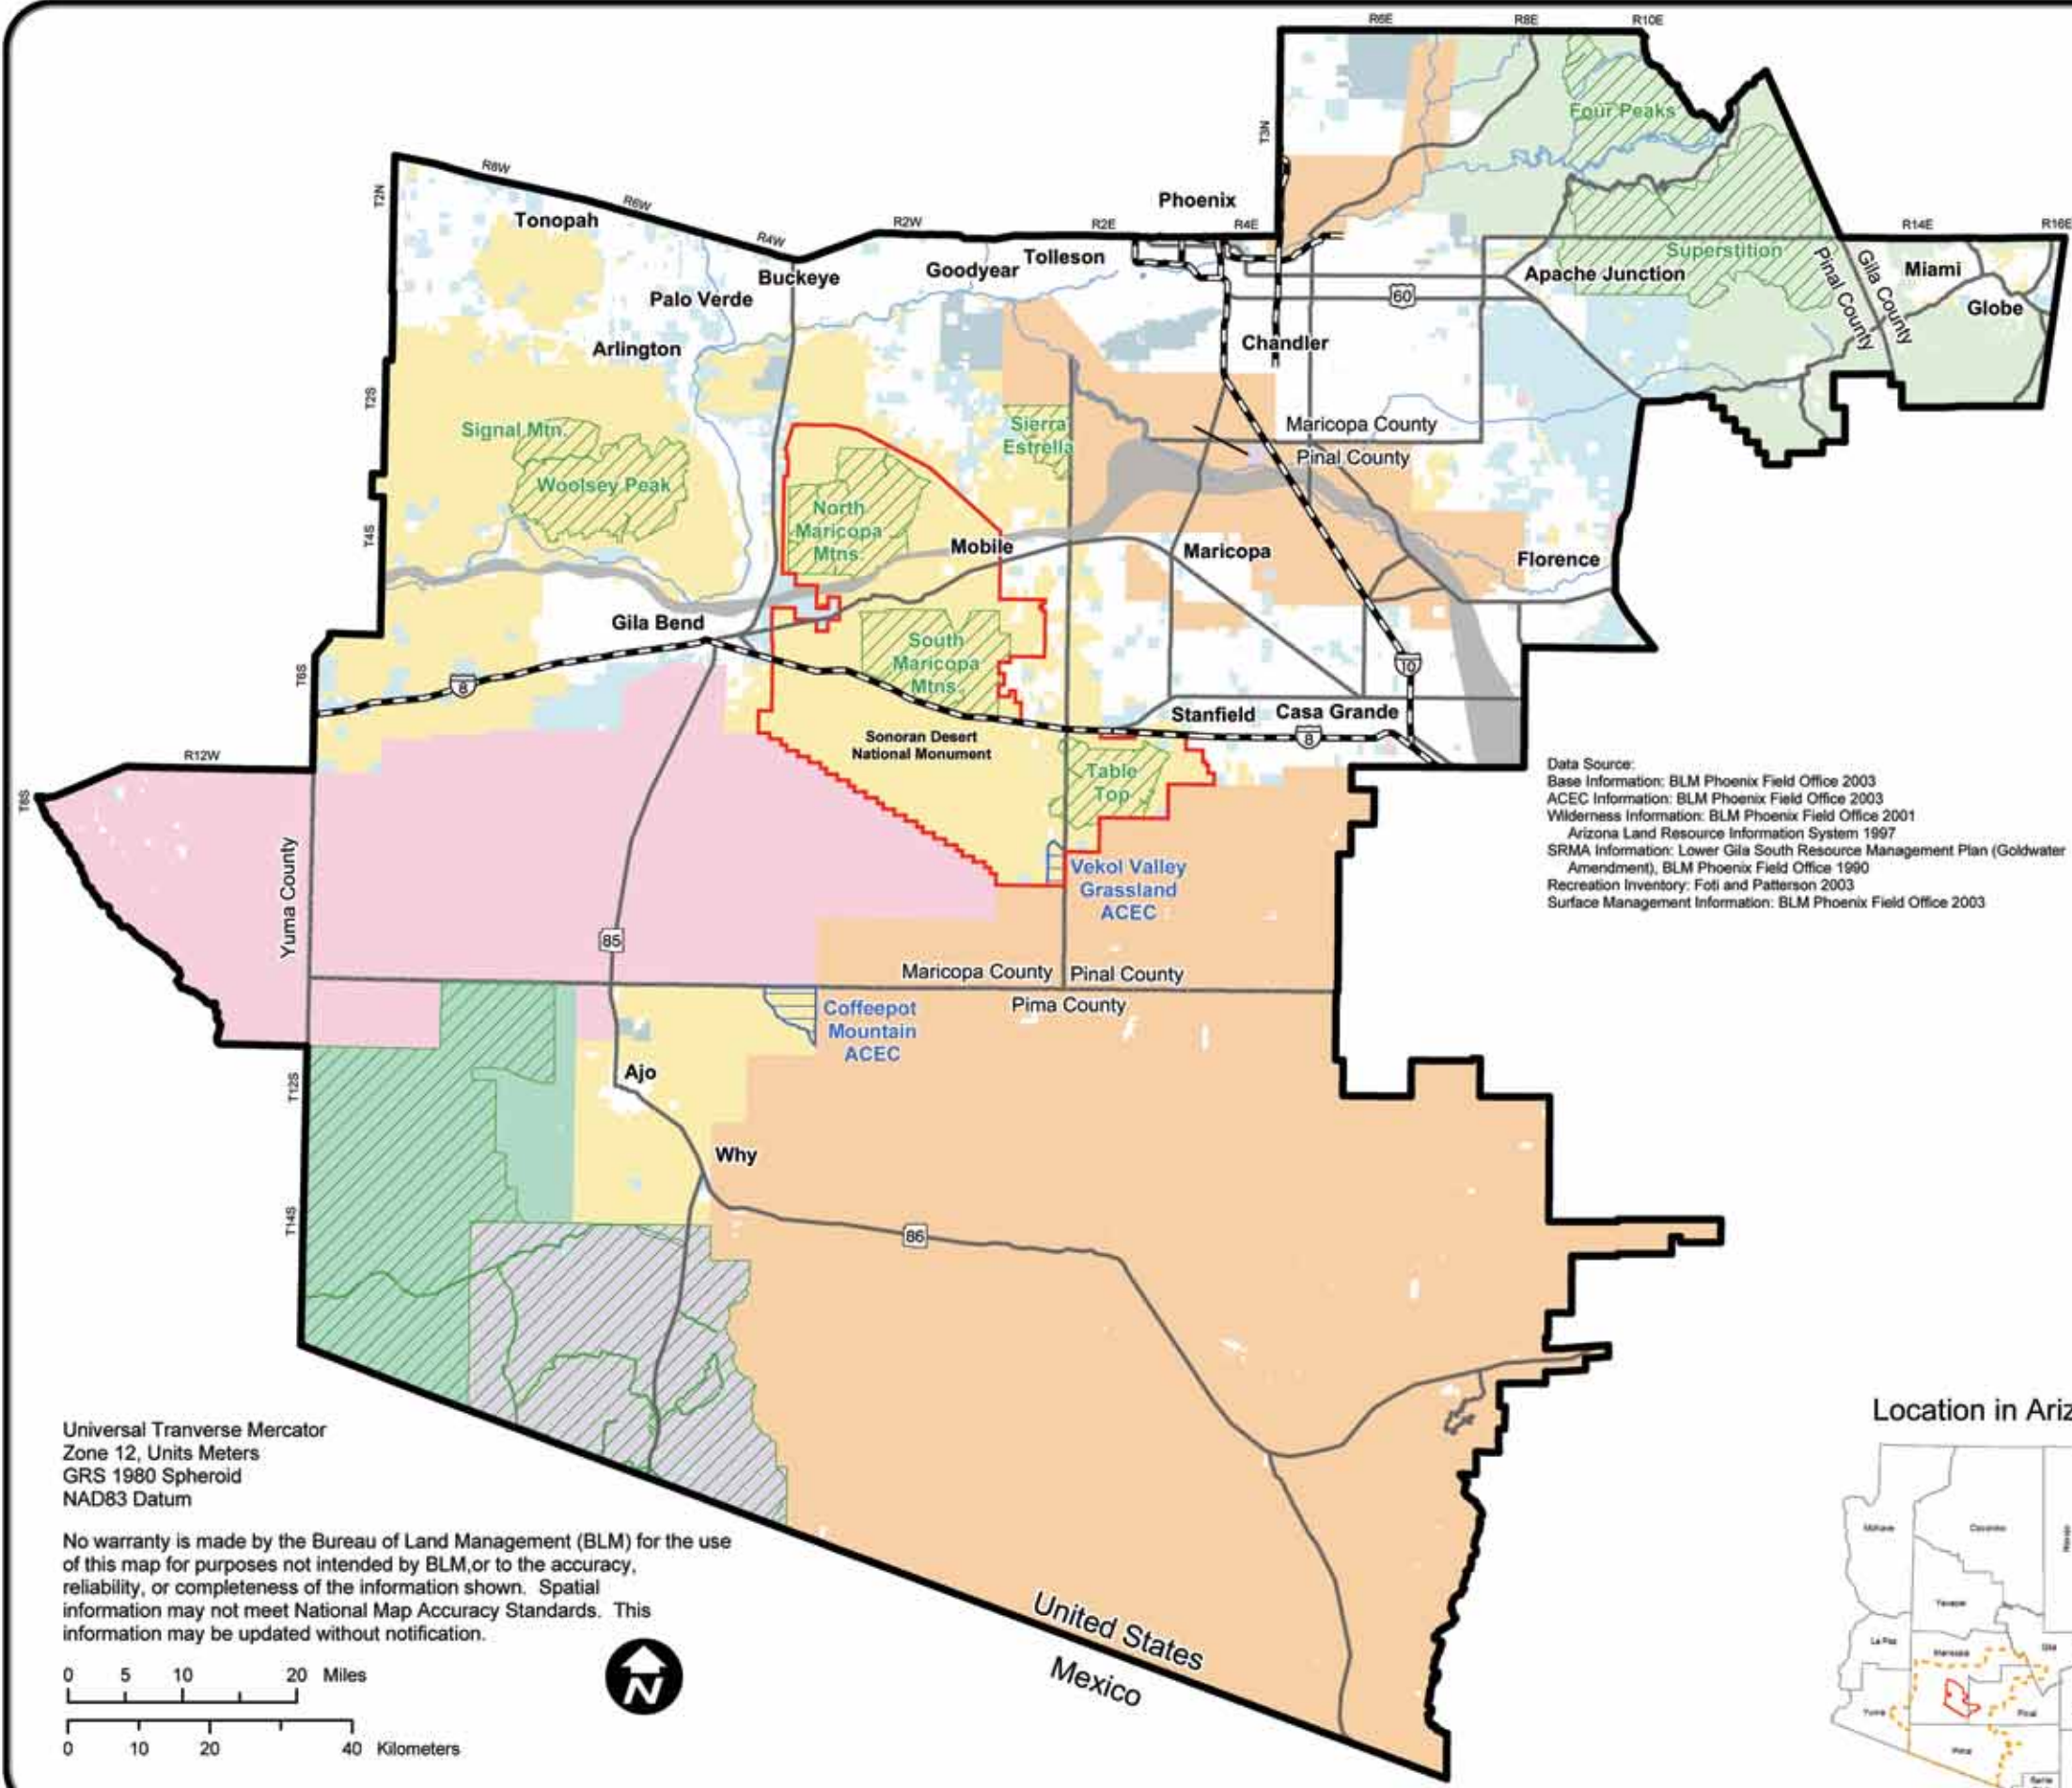 R6E
R8E
R10E
T3N
Four Peaks
R8W
T2N
R6W
Phoenix
Tonopah
R4W
R2W
R2E
R4E
R14E
R16E
Superstition
Tolleson
Buckeye
Goodyear
Apache Junction
Pinal County
Gila County
Miami
Globe
Palo Verde
60
Arlington
Chandler
T2S
Signal Mtn.
Sierra
Estrella
Maricopa County
Pinal County
Woolsey Peak
North
Maricopa
Mtns.
T4S
Mobile
Maricopa
Florence
Gila Bend
South
Maricopa
Mtns.
T6S
8
10
Stanfield
Casa Grande
Sonoran Desert
National Monument
8
R12W
T8S
Table
Top
Data Source:
Base Information: BLM Phoenix Field Office 2003
ACEC Information: BLM Phoenix Field Office 2003
Wilderness Information: BLM Phoenix Field Office 2001
Arizona Land Resource Information System 1997
SRMA Information: Lower Gila South Resource Management Plan (Goldwater
Amendment), BLM Phoenix Field Office 1990
Recreation Inventory: Foti and Patterson 2003
Surface Management Information: BLM Phoenix Field Office 2003
Yuma County
Vekol Valley
Grassland
ACEC
85
Maricopa County
Pinal County
Pima County
Coffeepot
Mountain
ACEC
Ajo
T12S
Why
T14S
86
Universal Tranverse Mercator
Zone 12, Units Meters
GRS 1980 Spheroid
NAD83 Datum
No warranty is made by the Bureau of Land Management (BLM) for the use
of this map for purposes not intended by BLM,or to the accuracy,
reliability, or completeness of the information shown. Spatial
information may not meet National Map Accuracy Standards. This
information may be updated without notification.
0 5 10 20 Miles
0 10 20 40 Kilometers
N
United States
Mexico
Location in Ariz
Mohave
Coconino
Yavapai
La Paz
Maricopa
Gila
Yuma
Pinal
Pima